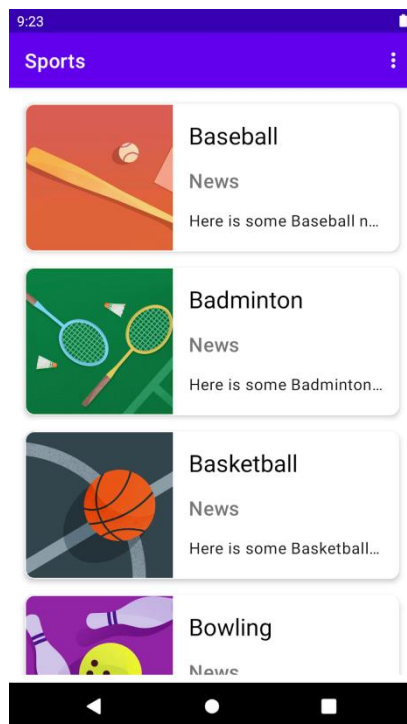 9:23
Sports
Baseball
News
Here is some Baseball n...
Badminton
News
Here is some Badminton...
Basketball
News
Here is some Basketball...
Bowling
News